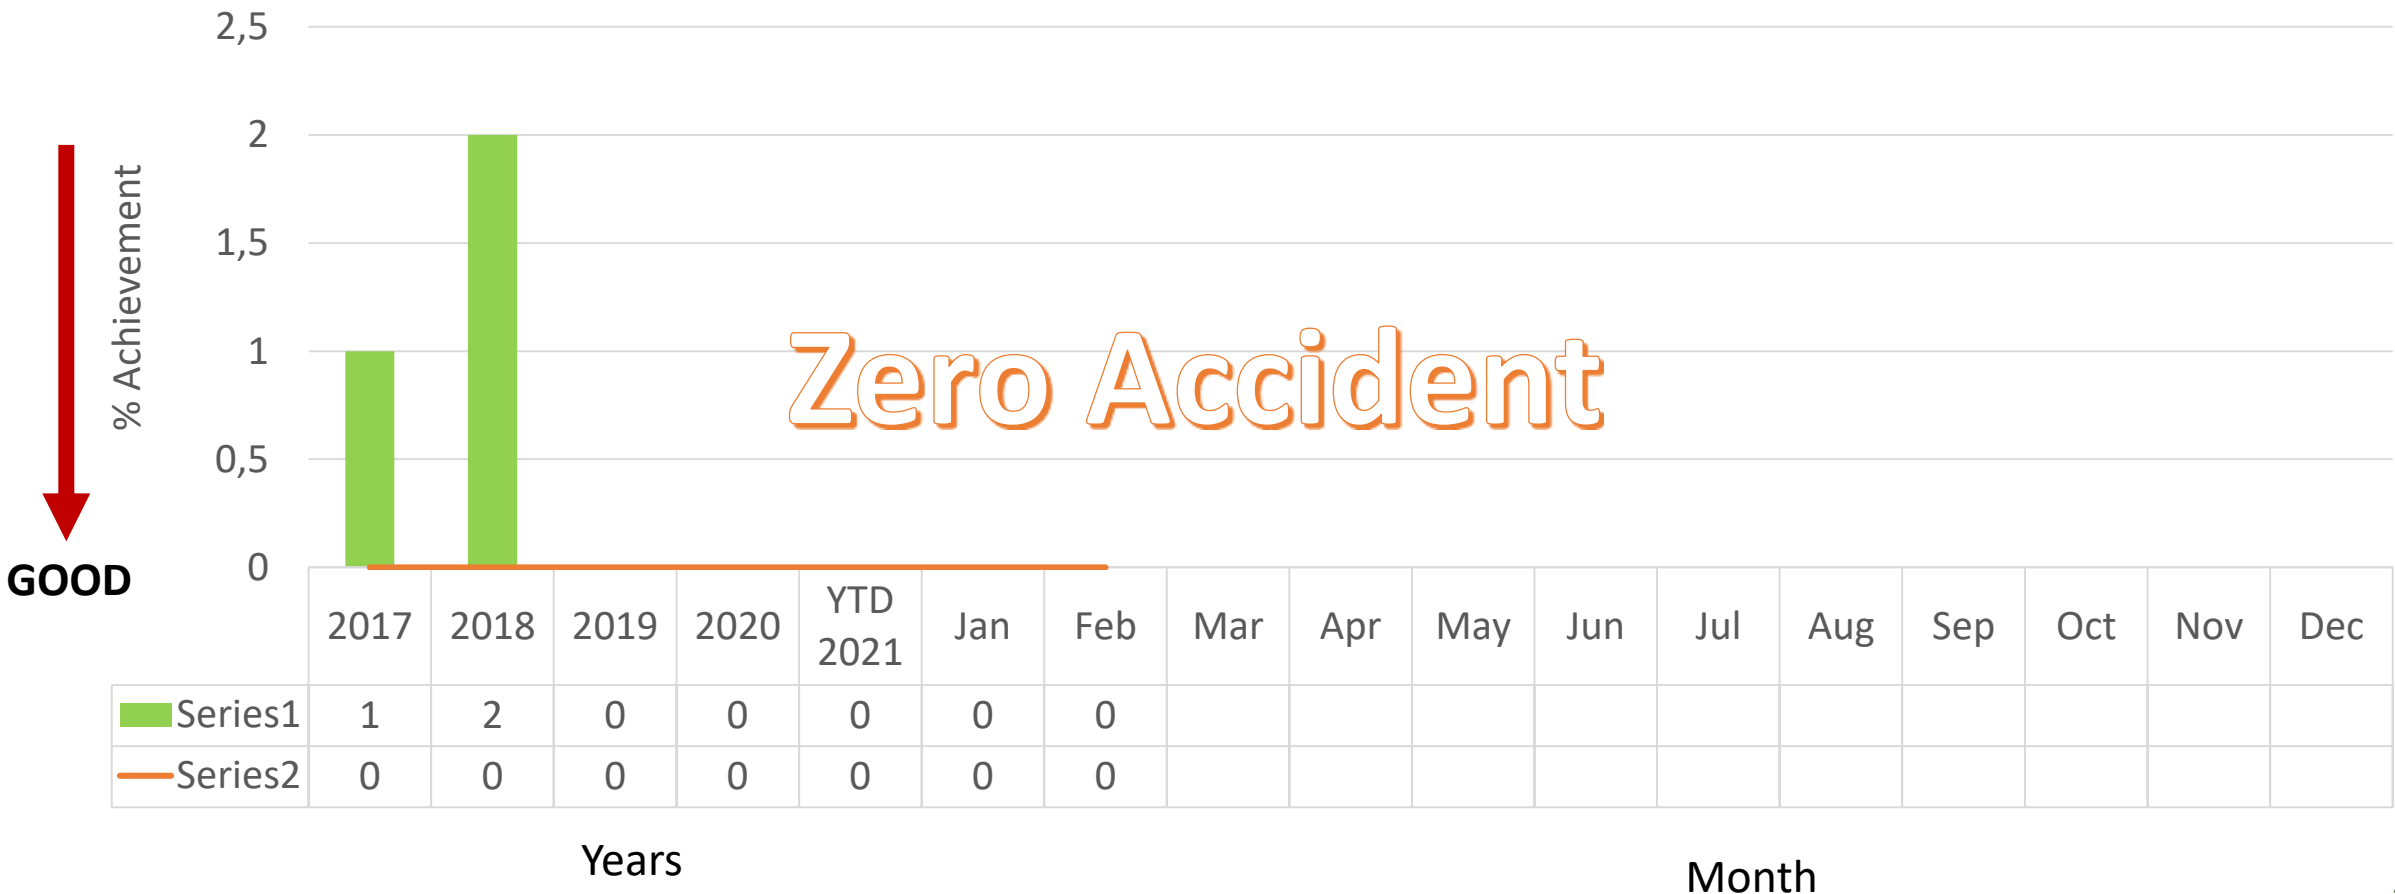 2,5
2
1,5
1
0,5
0
% Achievement
GOOD
Zero Accident
2017 2018 2019 2020 YTD 2021 Jan Feb Mar Apr May Jun Jul Aug Sep Oct Nov Dec
Series1 1 2 0 0 0 0 0
Series2 0 0 0 0 0 0 0
Years
Month